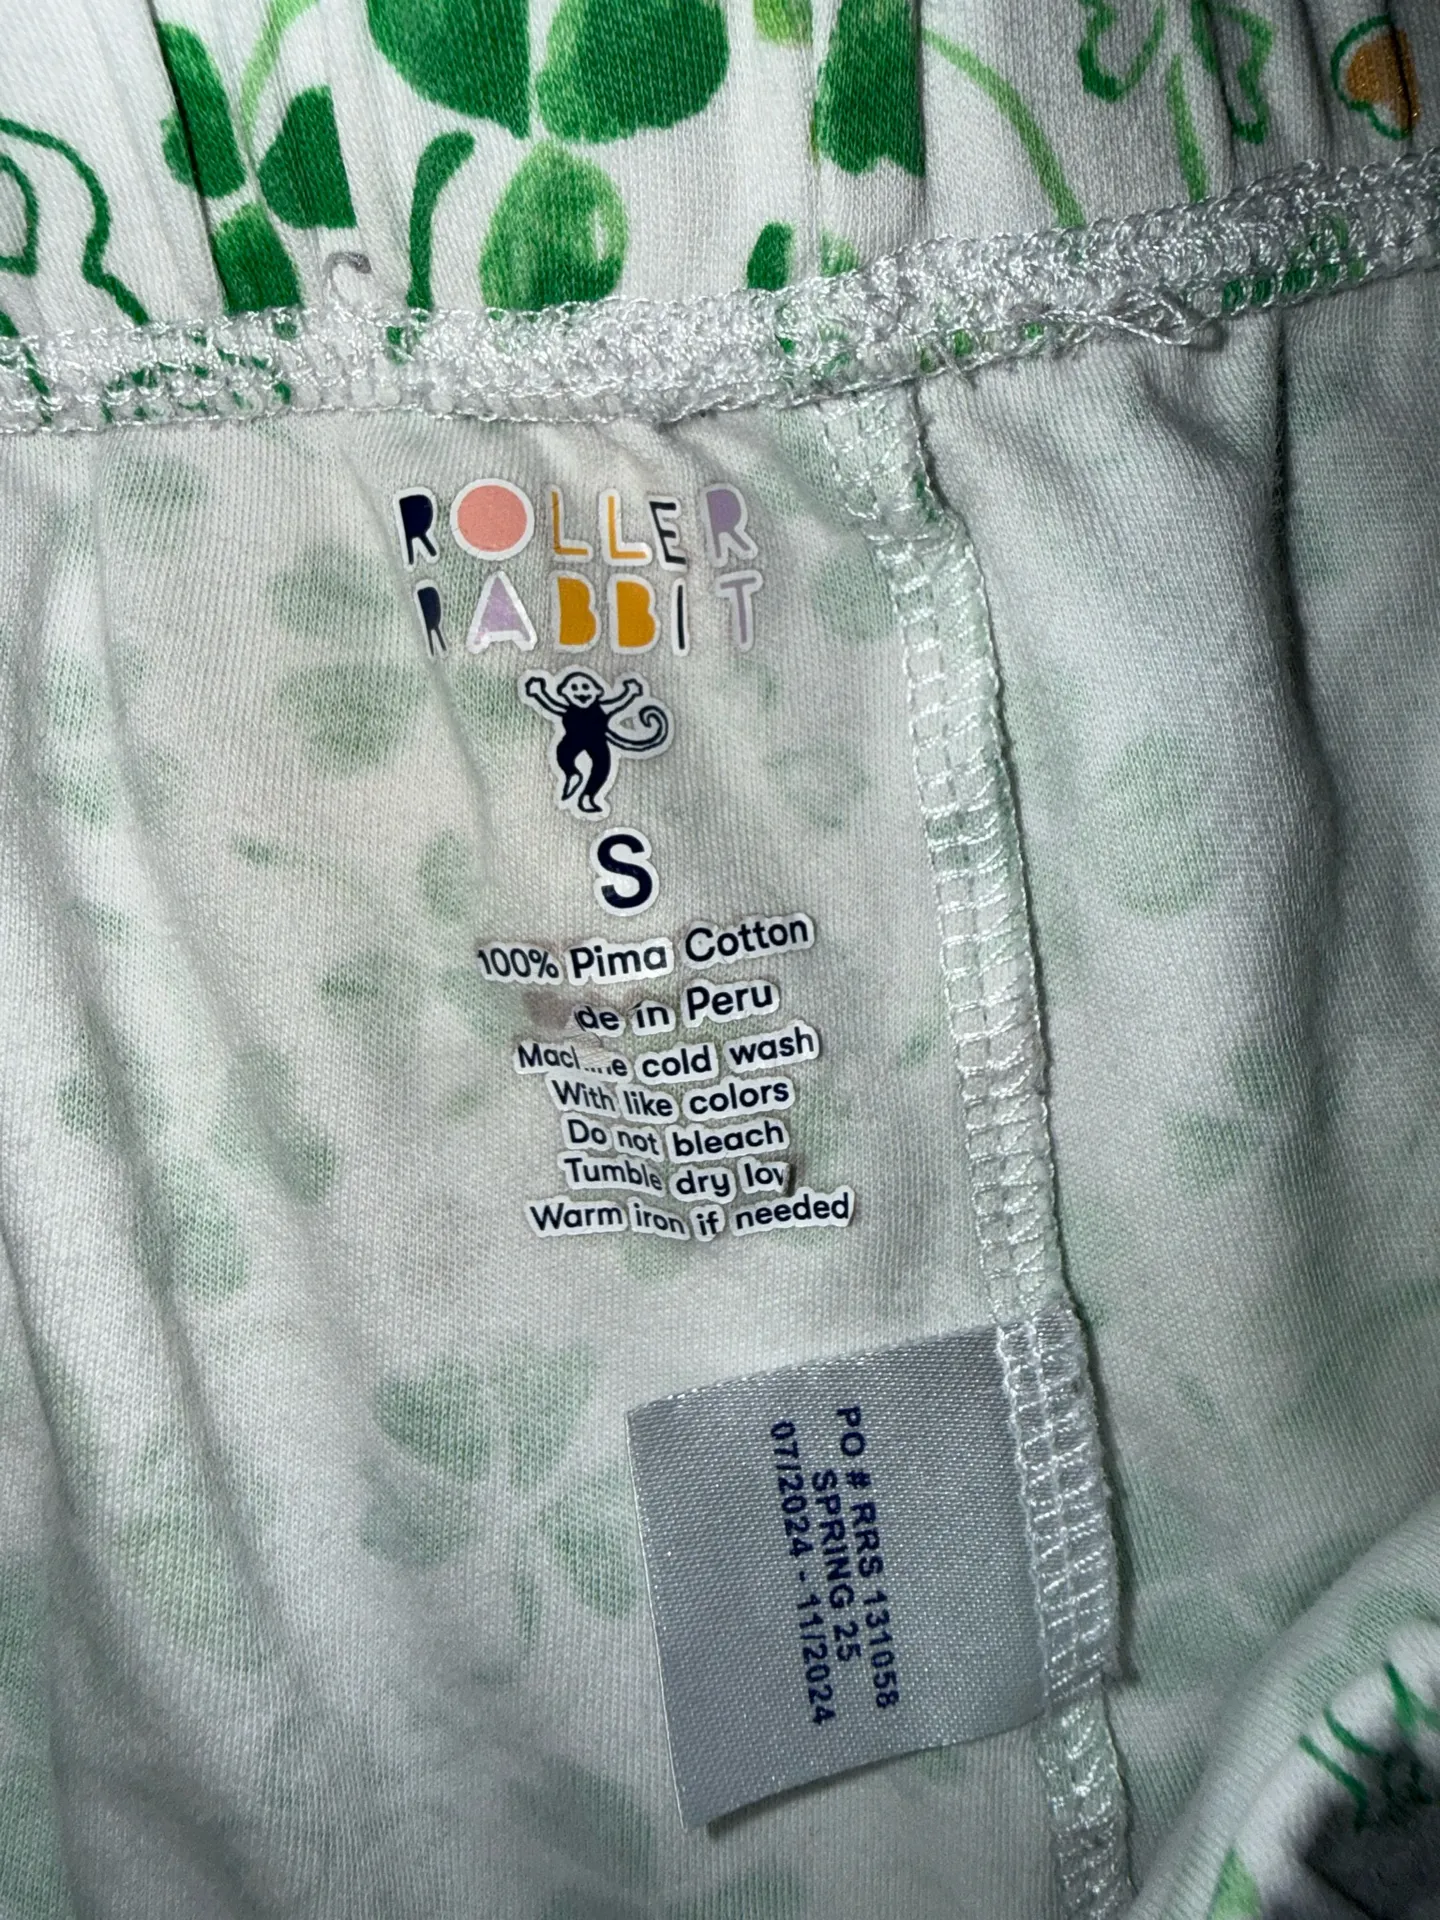 ROLLER
RABBIT
S
100% Pima Cotton
de in Peru
cold wash
With like colors
Do not bleach
Tumble dry
Warm iron if needed
PO # RRS 131058
SPRING 25
07/2024 - 11/2024